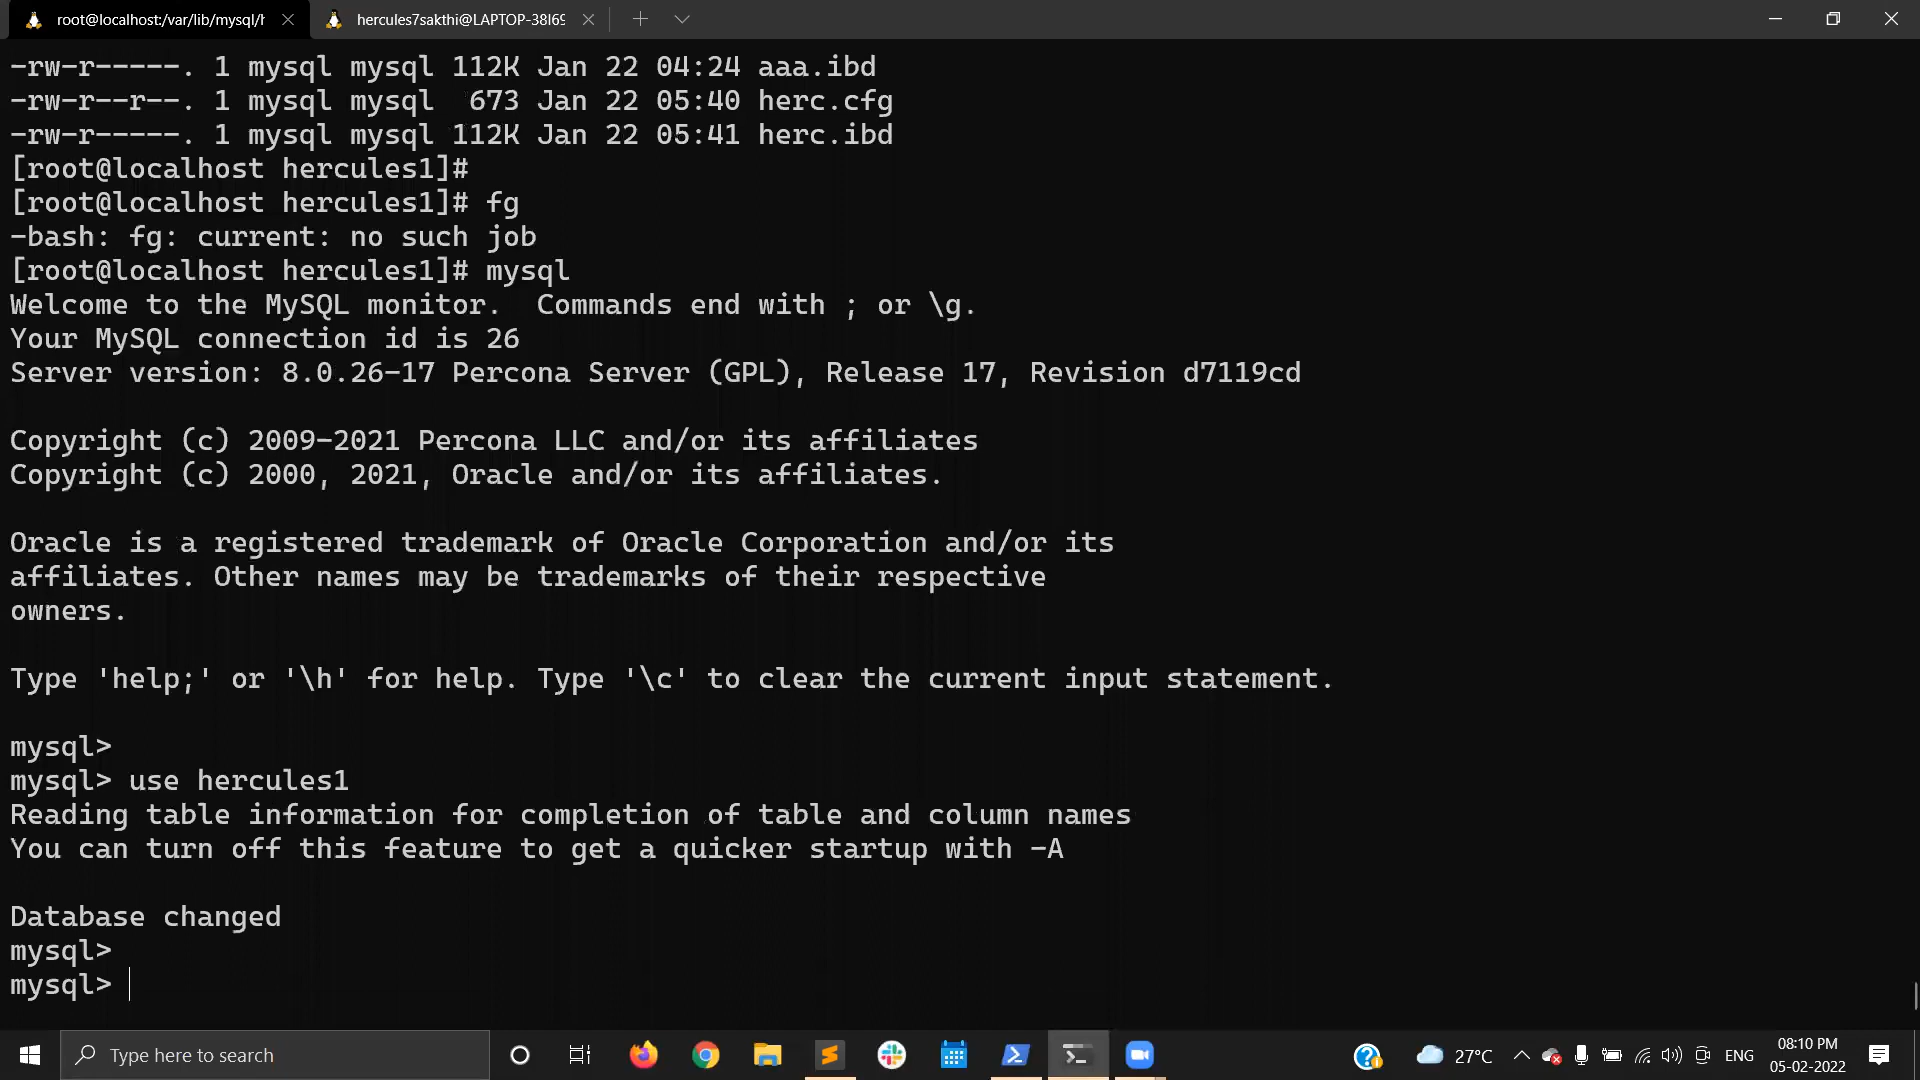 root@localhost:/var/lib/mysql/h
hercules7sakthi@LAPTOP-38I69
-rw-r-----. 1 mysql mysql 112K Jan 22 04:24 aaa.ibd
-rw-r--r--. 1 mysql mysql  673 Jan 22 05:40 herc.cfg
-rw-r-----. 1 mysql mysql 112K Jan 22 05:41 herc.ibd
[root@localhost hercules1]#
[root@localhost hercules1]# fg
-bash: fg: current: no such job
[root@localhost hercules1]# mysql
Welcome to the MySQL monitor.  Commands end with ; or \g.
Your MySQL connection id is 26
Server version: 8.0.26-17 Percona Server (GPL), Release 17, Revision d7119cd
Copyright (c) 2009-2021 Percona LLC and/or its affiliates
Copyright (c) 2000, 2021, Oracle and/or its affiliates.
Oracle is a registered trademark of Oracle Corporation and/or its
affiliates. Other names may be trademarks of their respective
owners.
Type 'help;' or '\h' for help. Type '\c' to clear the current input statement.
mysql>
mysql> use hercules1
Reading table information for completion of table and column names
You can turn off this feature to get a quicker startup with -A
Database changed
mysql>
mysql>
Type here to search
27°C
ENG
08:10 PM
05-02-2022